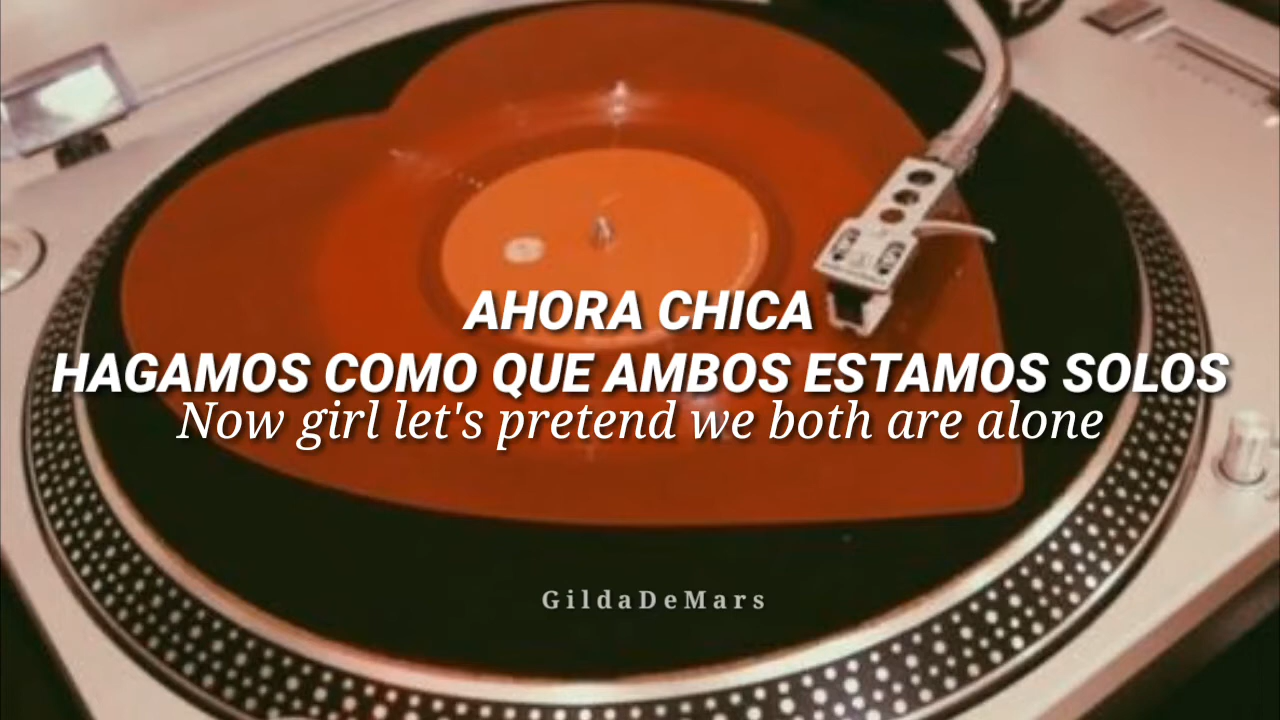 AHORA CHICA
HAGAMOS COMO QUE AMBOS ESTAMOS SOLOS
Now girl let's pretend we both are alone
GildaDeMars